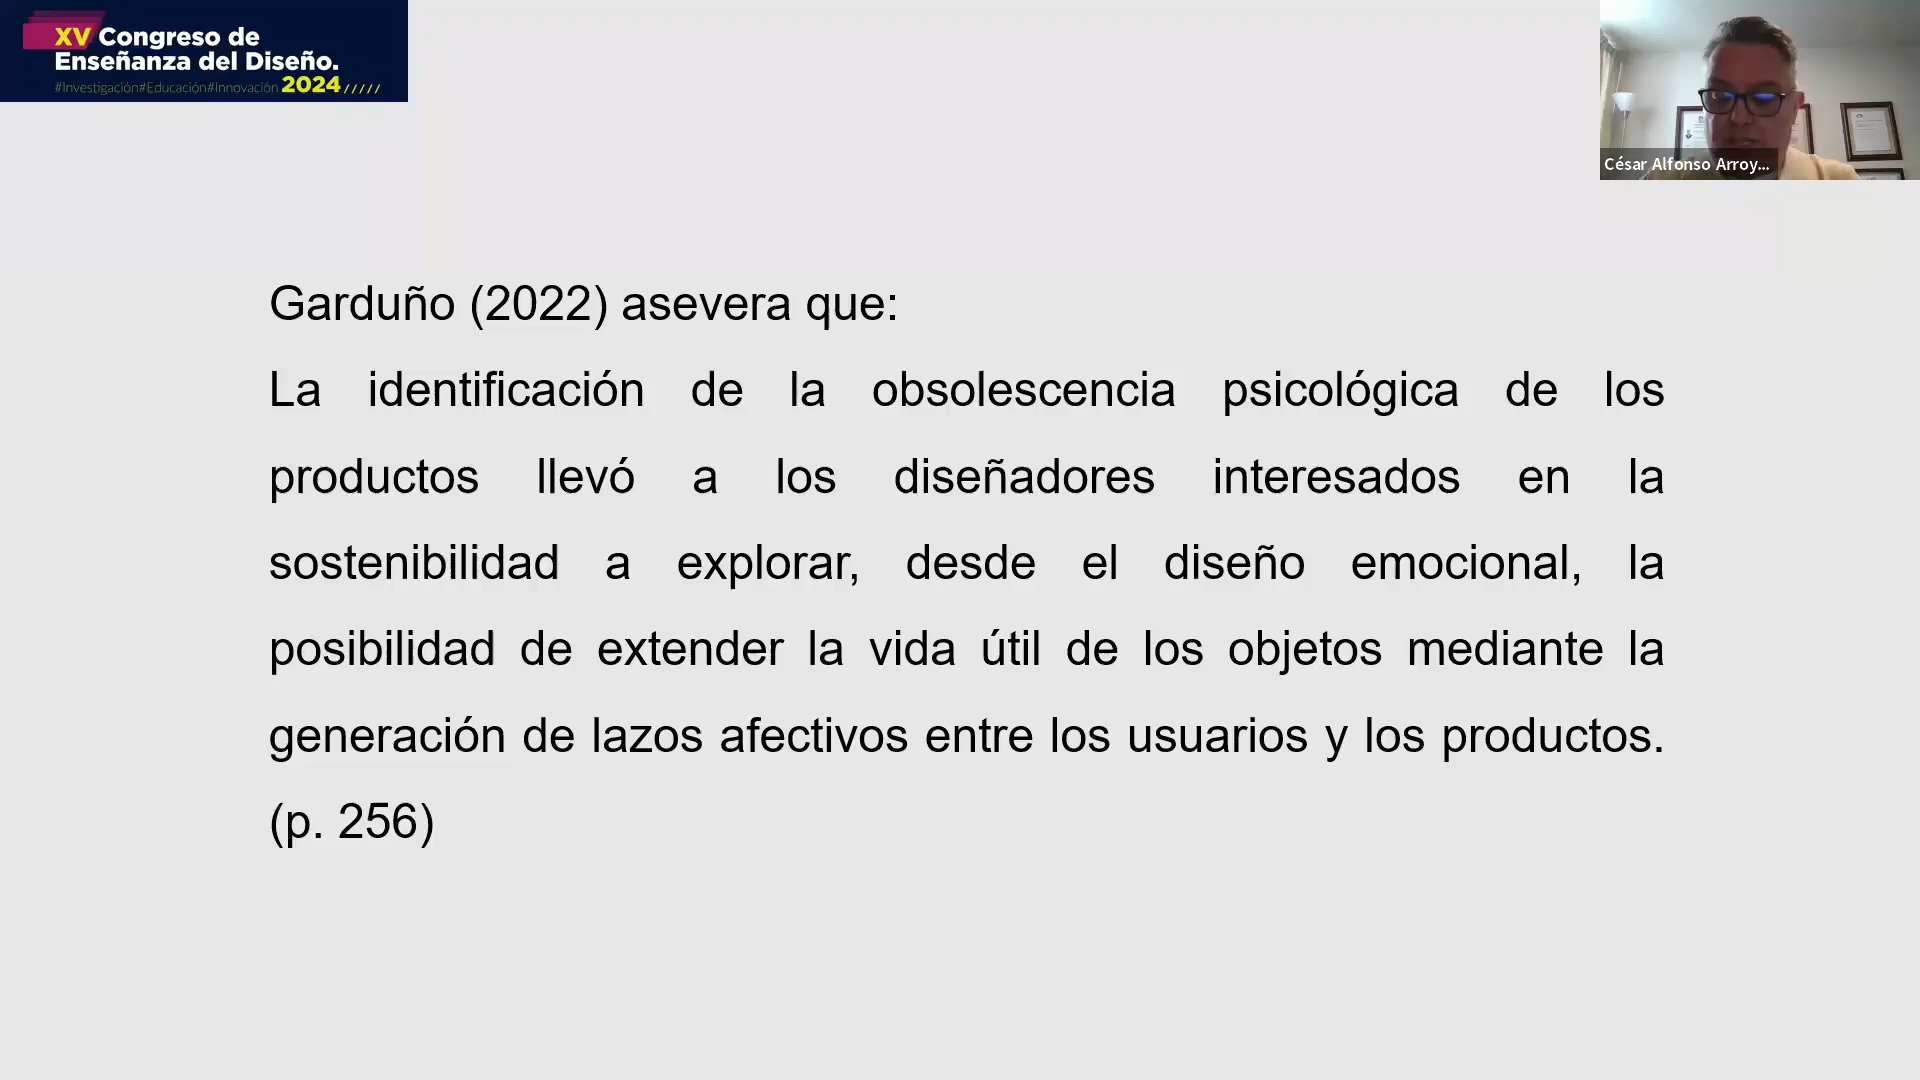 XV Congreso de
Enseñanza del Diseño.
#Investigación#Educación#Innovación 2024/////
César Alfonso Arroy...
Garduño (2022) asevera que:
La identificación de la obsolescencia psicológica de los
productos llevó a los diseñadores interesados en la
sostenibilidad a explorar, desde el diseño emocional, la
posibilidad de extender la vida útil de los objetos mediante la
generación de lazos afectivos entre los usuarios y los productos.
(p. 256)